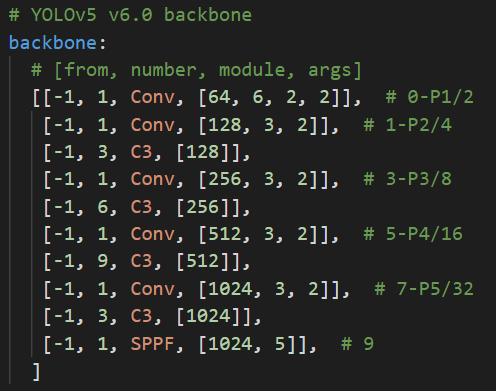 # YOLOv5 v6.0 backbone
backbone:
  # [from, number, module, args]
  [[-1, 1, Conv, [64, 6, 2, 2]],  # 0-P1/2
   [-1, 1, Conv, [128, 3, 2]],  # 1-P2/4
   [-1, 3, C3, [128]],
   [-1, 1, Conv, [256, 3, 2]],  # 3-P3/8
   [-1, 6, C3, [256]],
   [-1, 1, Conv, [512, 3, 2]],  # 5-P4/16
   [-1, 9, C3, [512]],
   [-1, 1, Conv, [1024, 3, 2]],  # 7-P5/32
   [-1, 3, C3, [1024]],
   [-1, 1, SPPF, [1024, 5]],  # 9
  ]